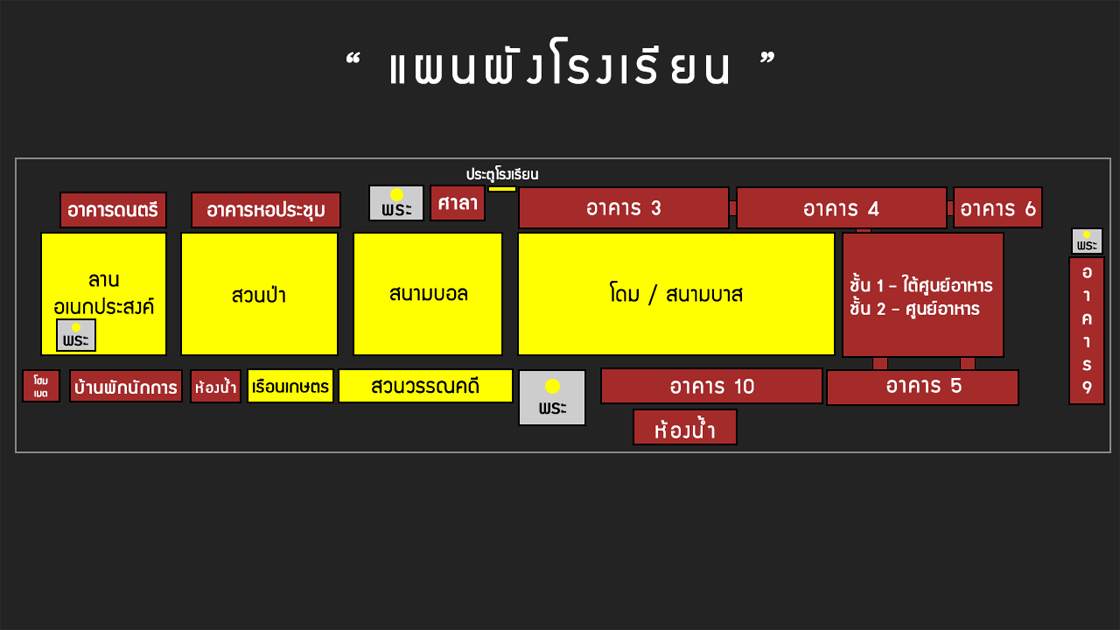 “ แผนผังโรงเรียน ”
ประตูโรงเรียน
อาคารดนตรี
อาคารหอประชุม
พระ
ศาลา
อาคาร 3
อาคาร 4
อาคาร 6
ลาน
อเนกประสงค์
พระ
สวนป่า
สนามบอล
โดม / สนามบาส
ชั้น 1 - ใต้ศูนย์อาหาร
ชั้น 2 - ศูนย์อาหาร
พระ
อ
า
ค
า
ร
9
โฮม
เมด
บ้านพักนักการ
ห้องน้ำ
เรือนเกษตร
สวนวรรณคดี
พระ
อาคาร 10
อาคาร 5
ห้องน้ำ